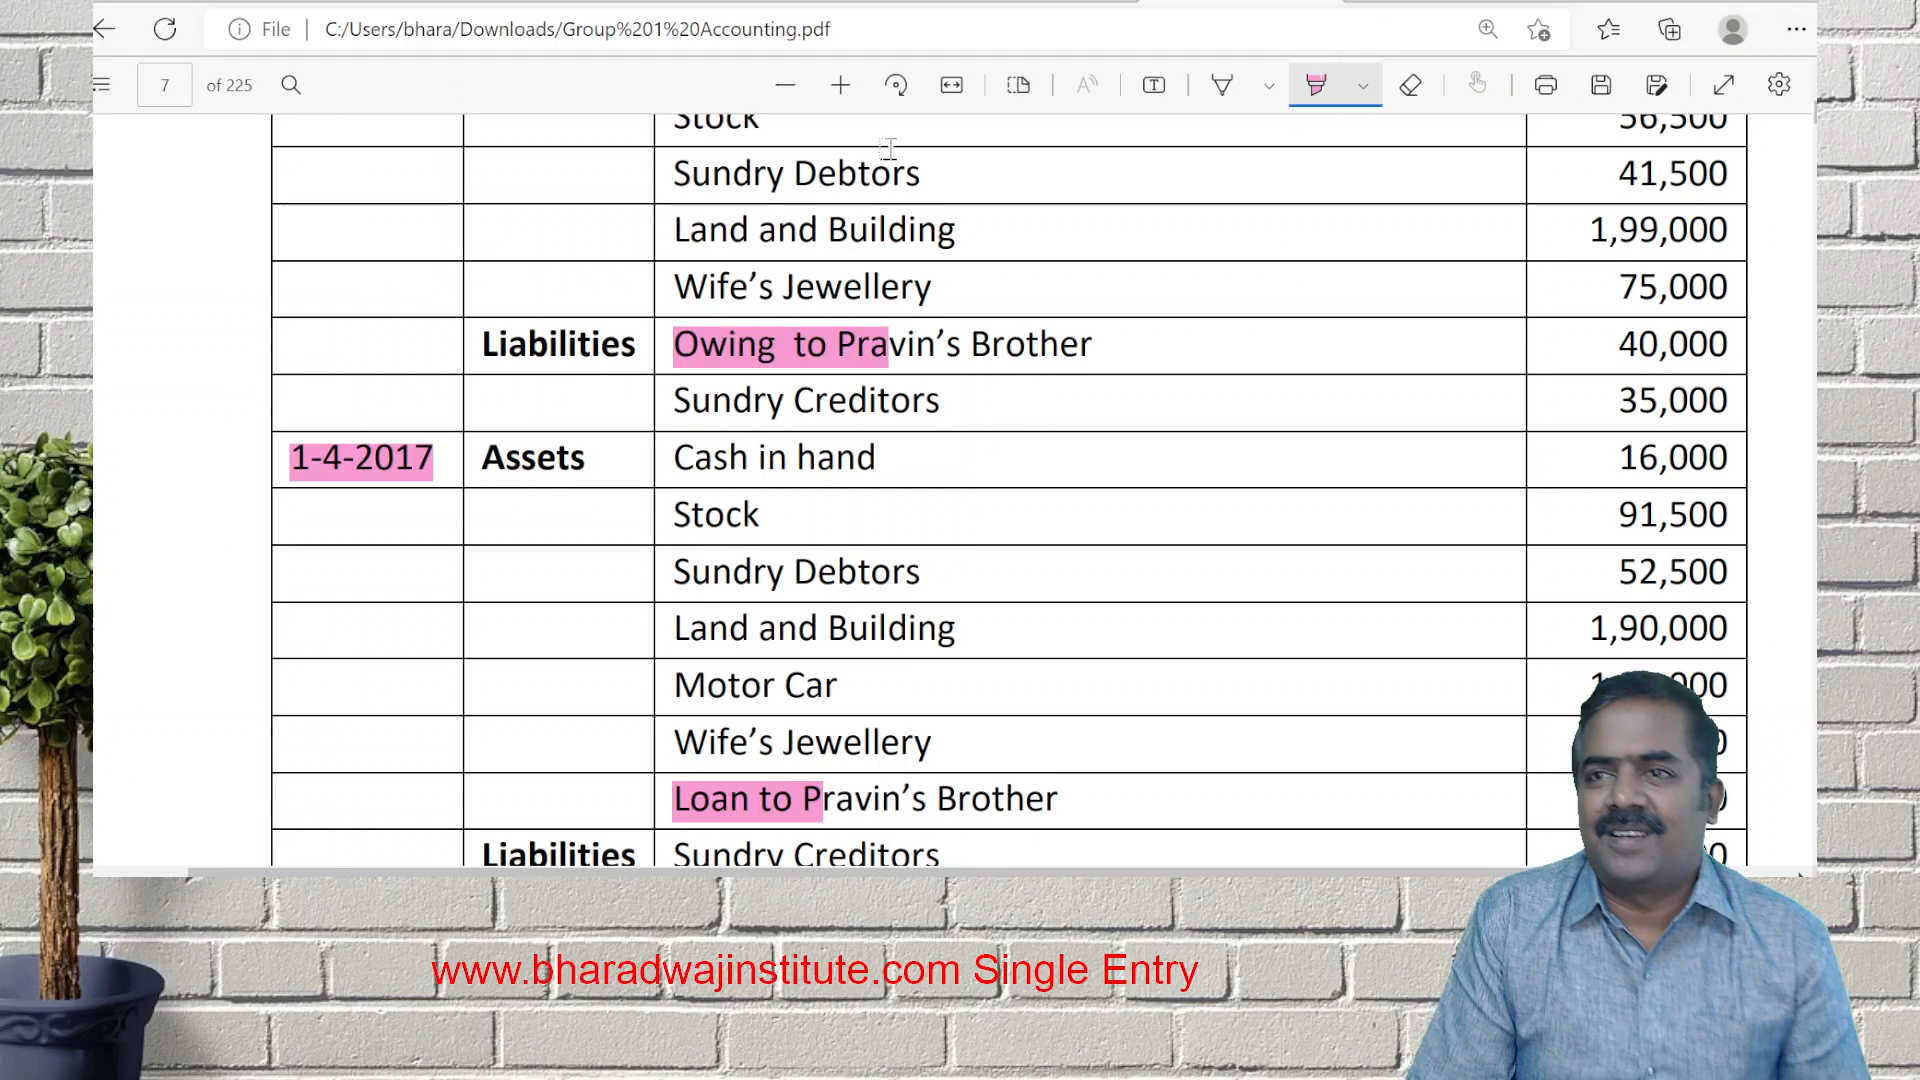 File C:/Users/bhara/Downloads/Group%201%20Accounting.pdf
7 of 225
Stock 56,500
Sundry Debtors 41,500
Land and Building 1,99,000
Wife’s Jewellery 75,000
Liabilities Owing to Pravin’s Brother 40,000
Sundry Creditors 35,000
1-4-2017 Assets Cash in hand 16,000
Stock 91,500
Sundry Debtors 52,500
Land and Building 1,90,000
Motor Car
Wife’s Jewellery
Loan to Pravin’s Brother
Liabilities Sundry Creditors
www.bharadwajinstitute.com Single Entry